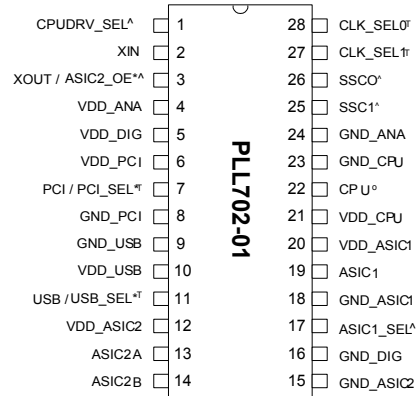 CPUDRV_SEL^ 1 28 CLK_SEL0T
XIN 2 27 CLK_SEL1T
XOUT / ASIC2_OE*^ 3 26 SSCO^
VDD_ANA 4 25 SSC1^
VDD_DIG 5 24 GND_ANA
VDD_PCI 6 23 GND_CPU
PCI / PCI_SEL*T 7 22 CPUº
GND_PCI 8 21 VDD_CPU
GND_USB 9 20 VDD_ASIC1
VDD_USB 10 19 ASIC1
USB / USB_SEL*T 11 18 GND_ASIC1
VDD_ASIC2 12 17 ASIC1_SEL^
ASIC2A 13 16 GND_DIG
ASIC2B 14 15 GND_ASIC2
PLL702-01